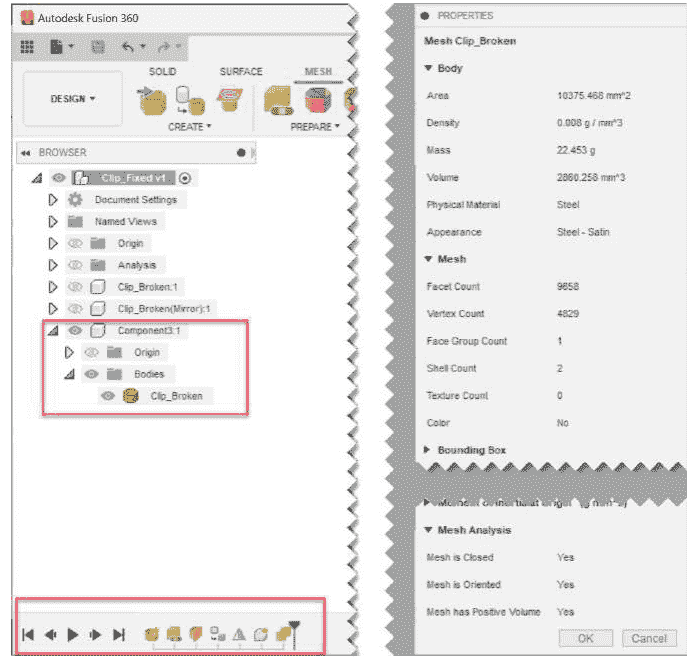 Autodesk Fusion 360
SOLID SURFACE MESH
DESIGN
CREATE PREPARE
BROWSER
Clip_Fixed v1
Document Settings
Named Views
Origin
Analysis
Clip_Broken:1
Clip_Broken(Mirror):1
Component3:1
Origin
Bodies
Clip_Broken
PROPERTIES
Mesh Clip_Broken
Body
Area 10375.468 mm^2
Density 0.008 g / mm^3
Mass 22.453 g
Volume 2860.258 mm^3
Physical Material Steel
Appearance Steel - Satin
Mesh
Facet Count 9658
Vertex Count 4829
Face Group Count 1
Shell Count 2
Texture Count 0
Color No
Bounding Box
Mesh Analysis
Mesh is Closed Yes
Mesh is Oriented Yes
Mesh has Positive Volume Yes
OK Cancel